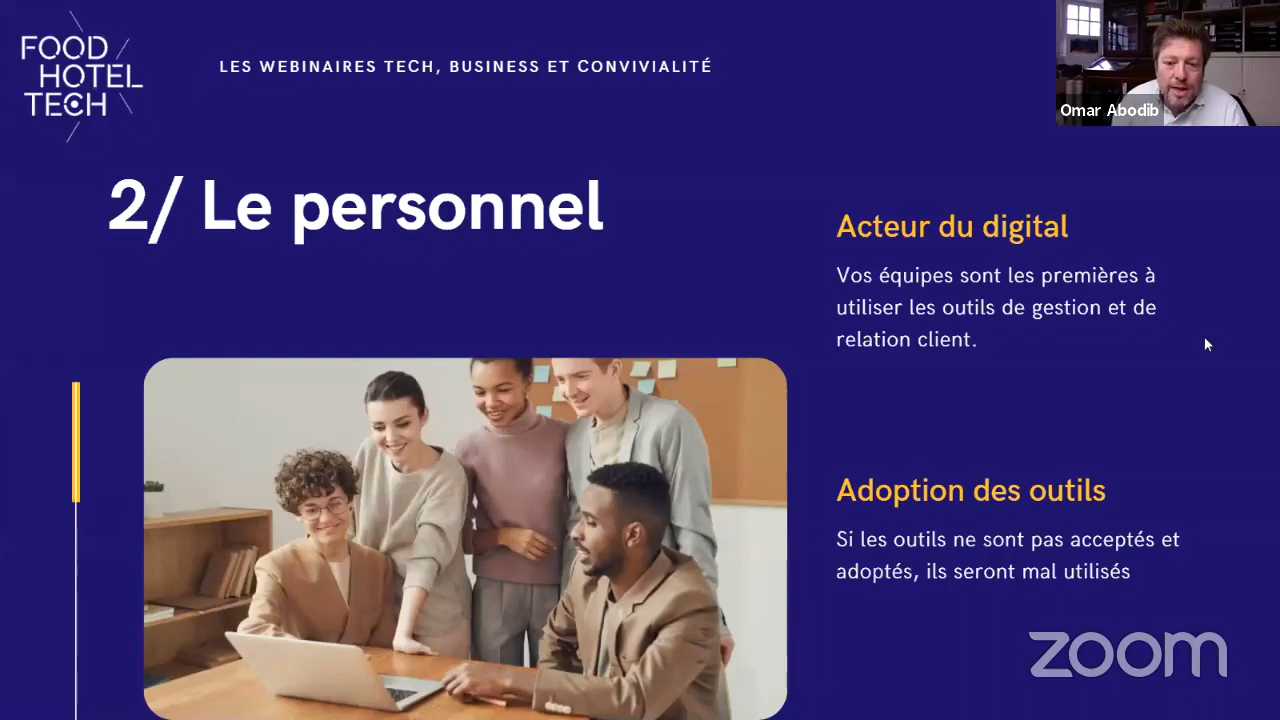 FOOD
HOTEL
TECH
LES WEBINAIRES TECH, BUSINESS ET CONVIVIALITÉ
Omar Abodib
2/ Le personnel
Acteur du digital
Vos équipes sont les premières à
utiliser les outils de gestion et de
relation client.
Adoption des outils
Si les outils ne sont pas acceptés et
adoptés, ils seront mal utilisés
zoom